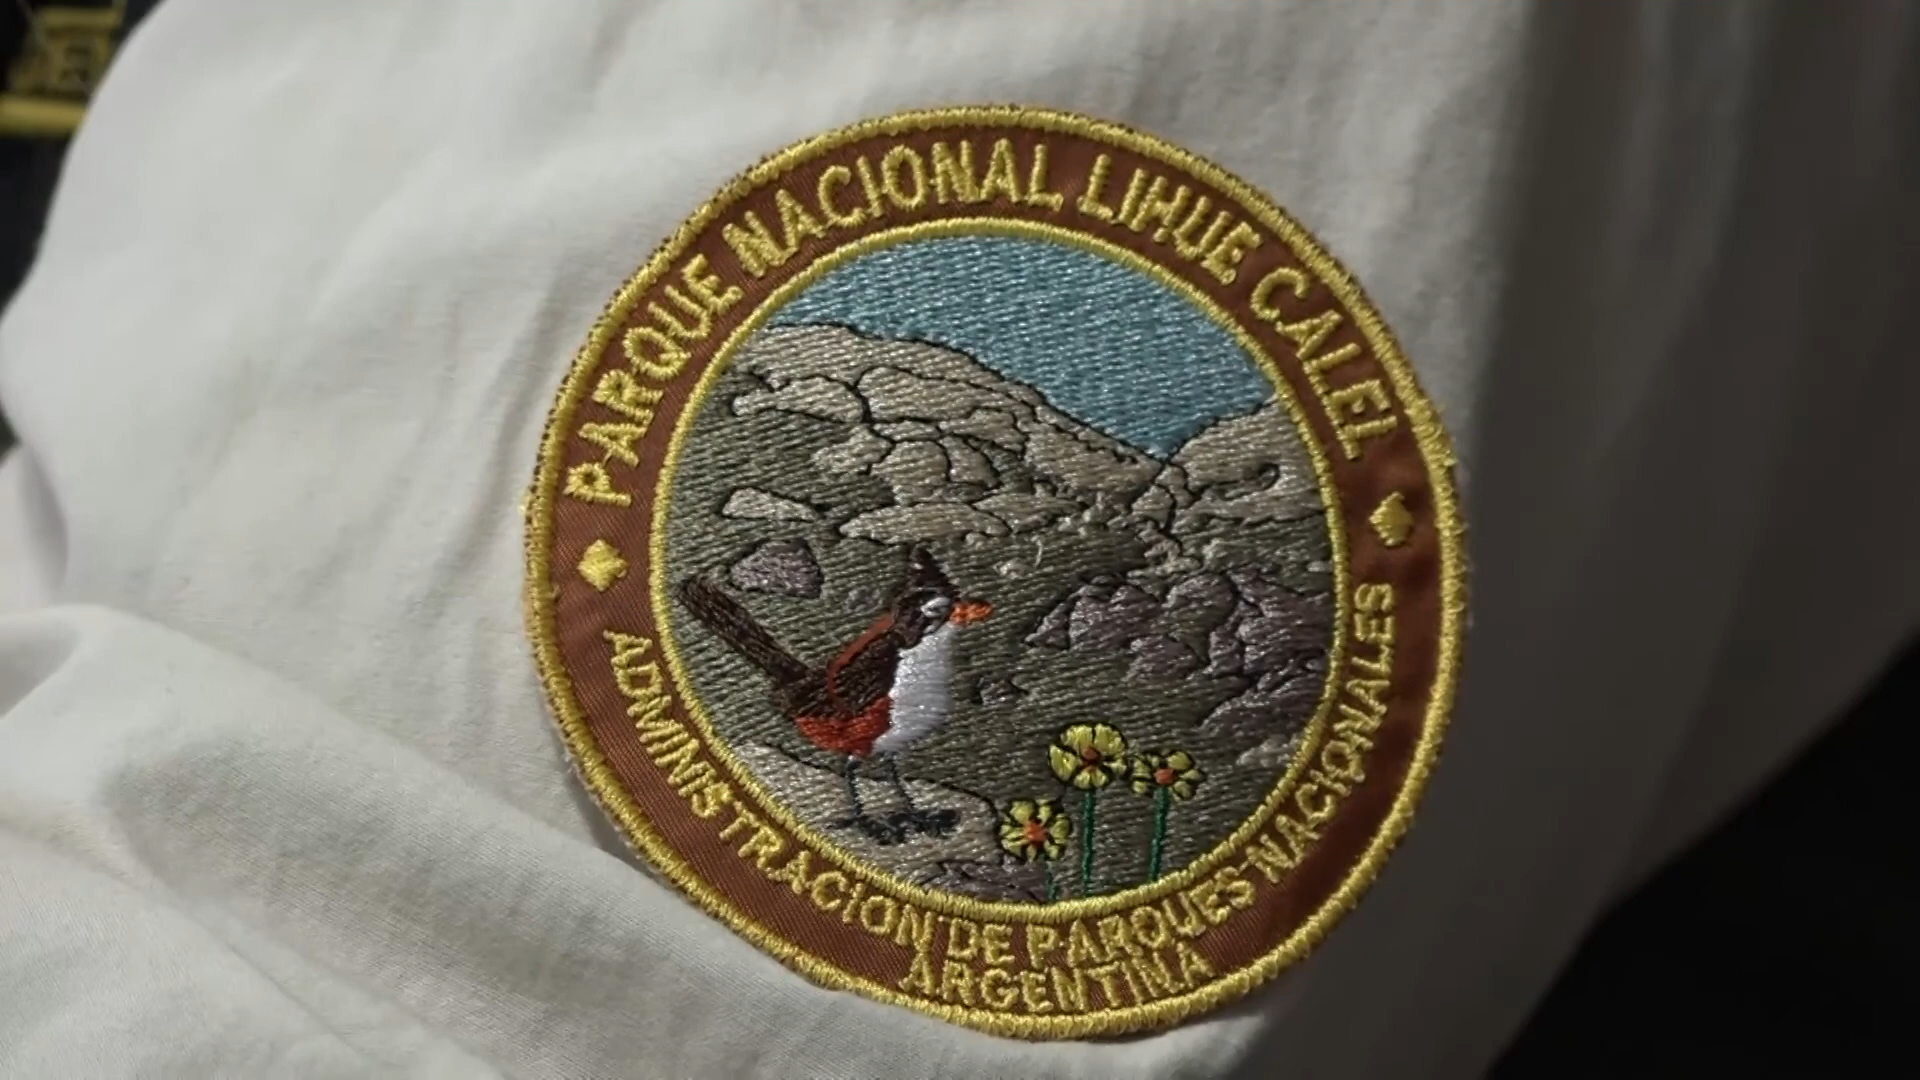 PARQUE NACIONAL LIHUE CALEL
ADMINISTRACION DE PARQUES NACIONALES
ARGENTINA